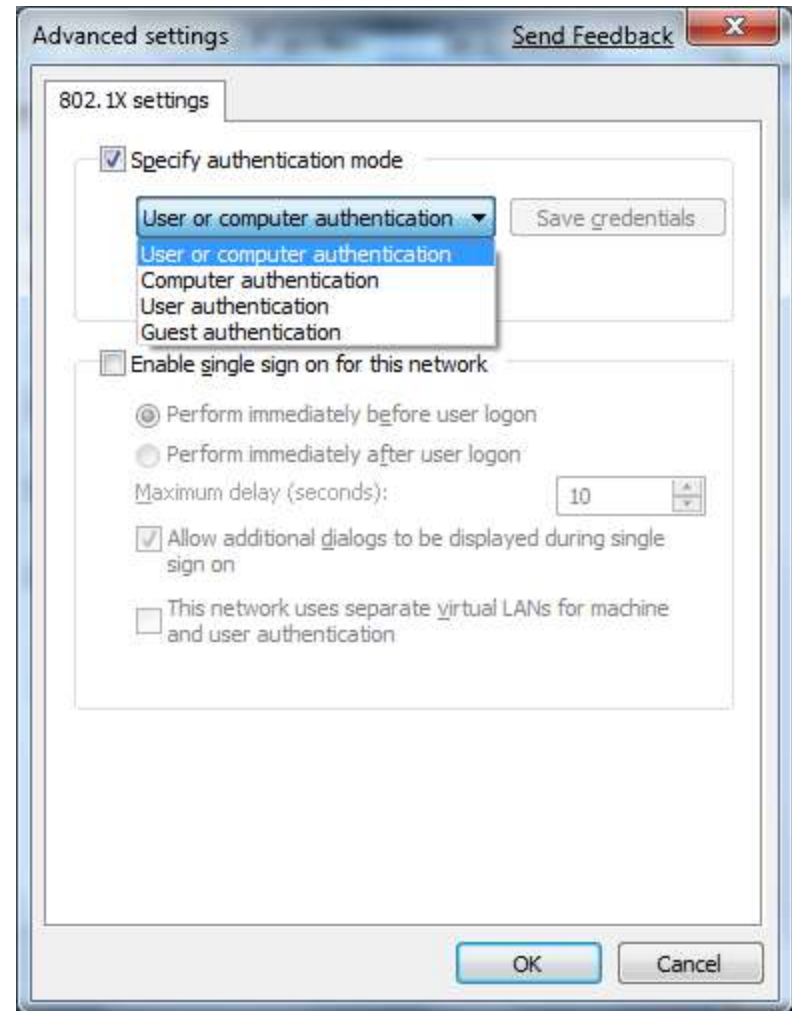 Advanced settings
Send Feedback
802.1X settings
Specify authentication mode
User or computer authentication
Save credentials
User or computer authentication
Computer authentication
User authentication
Guest authentication
Enable single sign on for this network
Perform immediately before user logon
Perform immediately after user logon
Maximum delay (seconds):
10
Allow additional dialogs to be displayed during single
sign on
This network uses separate virtual LANs for machine
and user authentication
OK
Cancel